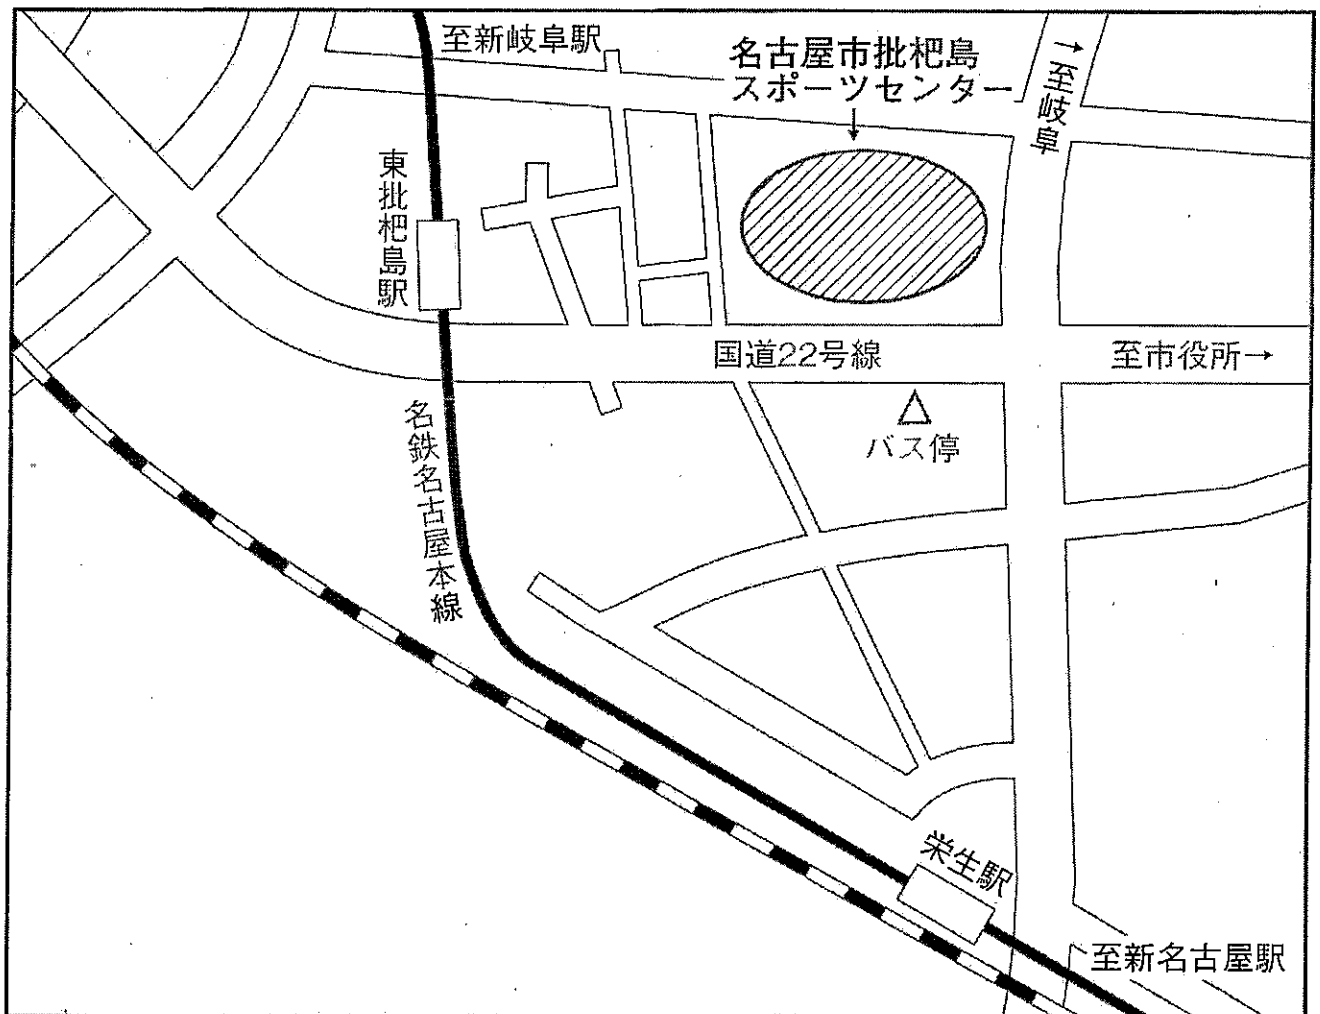 至新岐阜駅
名古屋市批杷島
スポーツセンター
→至岐阜
東批杷島駅
国道22号線
至市役所→
バス停
名鉄名古屋本線
栄生駅
至新名古屋駅